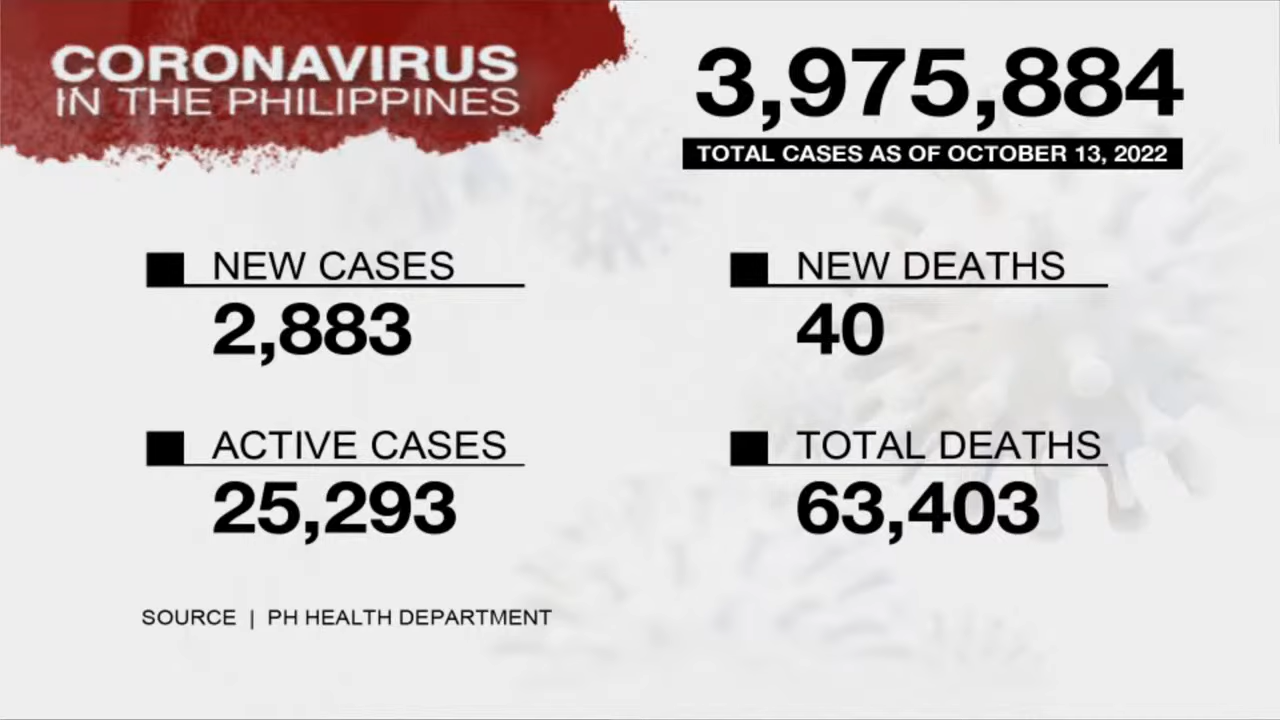 CORONAVIRUS
IN THE PHILIPPINES
3,975,884
TOTAL CASES AS OF OCTOBER 13, 2022
NEW CASES
2,883
NEW DEATHS
40
ACTIVE CASES
25,293
TOTAL DEATHS
63,403
SOURCE | PH HEALTH DEPARTMENT